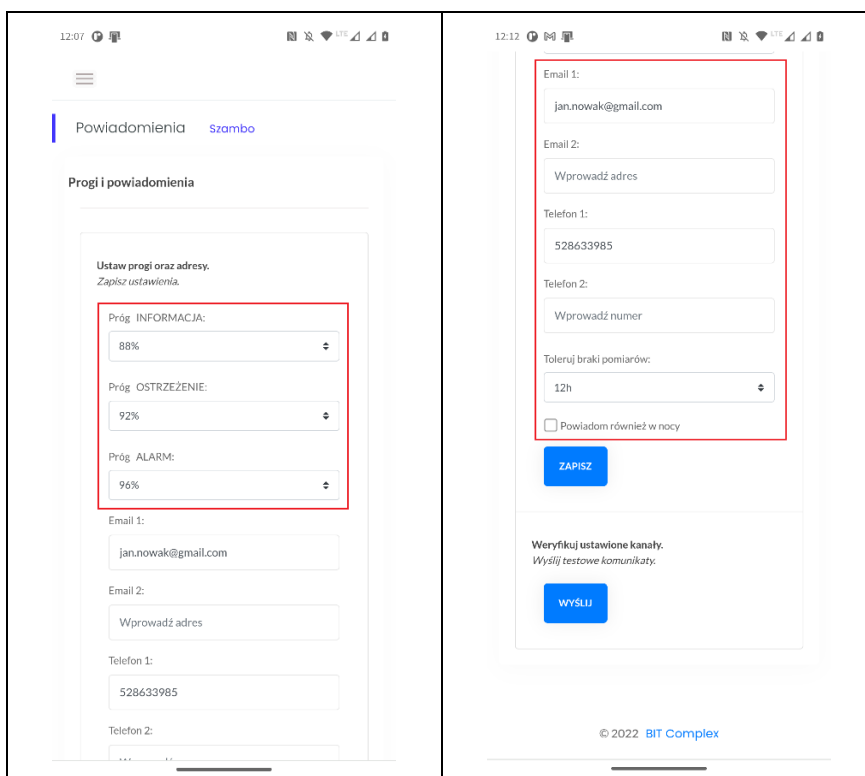 12:07
LTE
Powiadomienia Szambo
Progi i powiadomienia
Ustaw progi oraz adresy.
Zapisz ustawienia.
Próg INFORMACJA:
88%
Próg OSTRZEŻENIE:
92%
Próg ALARM:
96%
Email 1:
jan.nowak@gmail.com
Email 2:
Wprowadź adres
Telefon 1:
528633985
Telefon 2:
12:12
LTE
Email 1:
jan.nowak@gmail.com
Email 2:
Wprowadź adres
Telefon 1:
528633985
Telefon 2:
Wprowadź numer
Toleruj braki pomiarów:
12h
Powiadom również w nocy
ZAPISZ
Weryfikuj ustawione kanały.
Wyślij testowe komunikaty.
WYŚLIJ
© 2022 BIT Complex